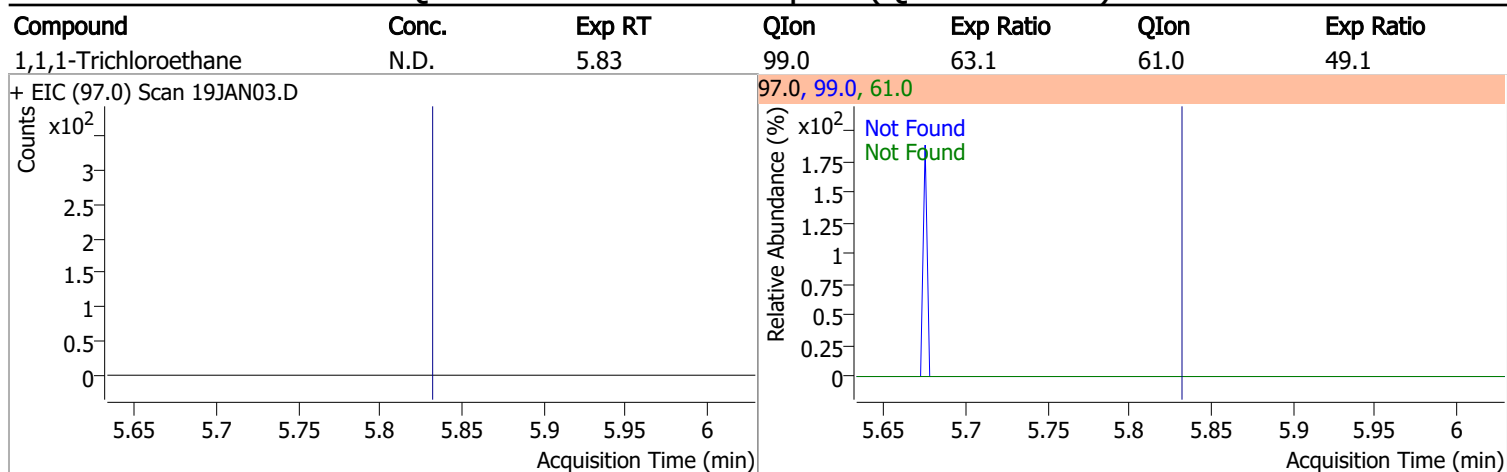 Compound Conc. Exp RT QIon Exp Ratio QIon Exp Ratio
1,1,1-Trichloroethane N.D. 5.83 99.0 63.1 61.0 49.1
+ EIC (97.0) Scan 19JAN03.D
Counts
x10²
3
2.5
2
1.5
1
0.5
0
5.65 5.7 5.75 5.8 5.85 5.9 5.95 6
Acquisition Time (min)
97.0, 99.0, 61.0
Relative Abundance (%)
x10²
Not Found
Not Found
1.75
1.5
1.25
1
0.75
0.5
0.25
0
5.65 5.7 5.75 5.8 5.85 5.9 5.95 6
Acquisition Time (min)